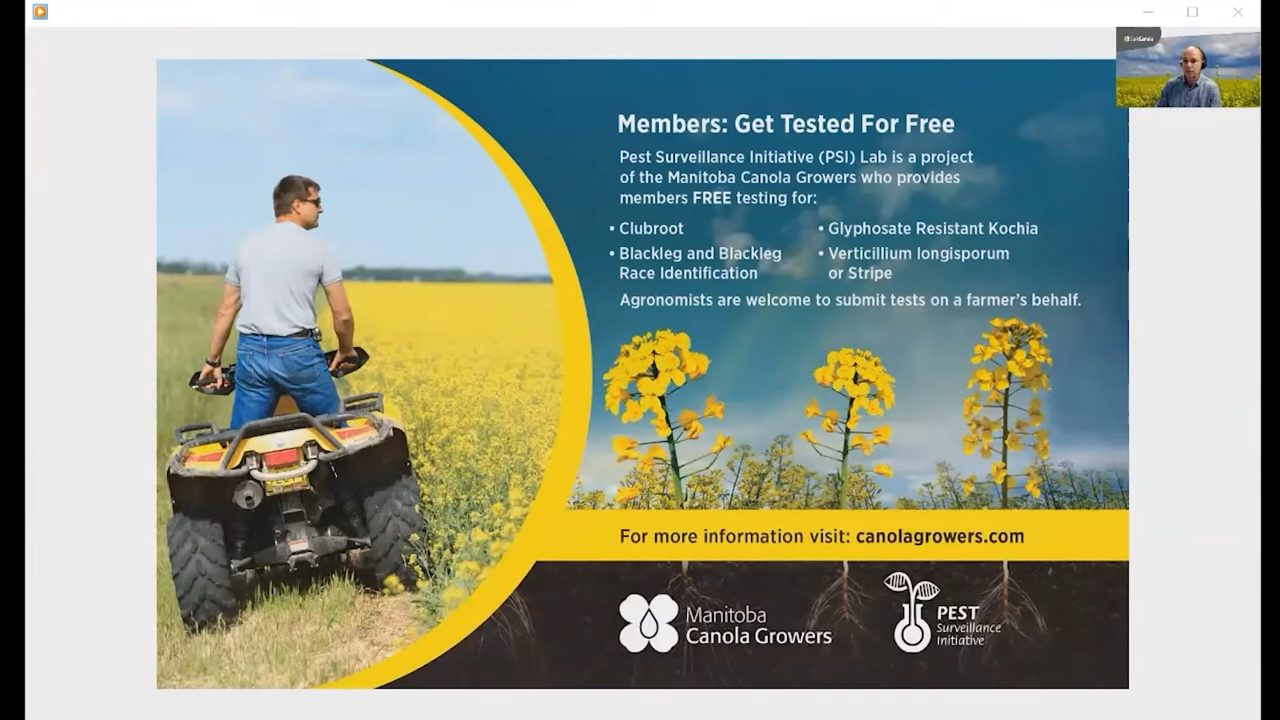 Members: Get Tested For Free
Pest Surveillance Initiative (PSI) Lab is a project
of the Manitoba Canola Growers who provides
members FREE testing for:
• Clubroot
• Blackleg and Blackleg
Race Identification
• Glyphosate Resistant Kochia
• Verticillium longisporum
or Stripe
Agronomists are welcome to submit tests on a farmer's behalf.
For more information visit: canolagrowers.com
Manitoba
Canola Growers
PEST
Surveillance
Initiative